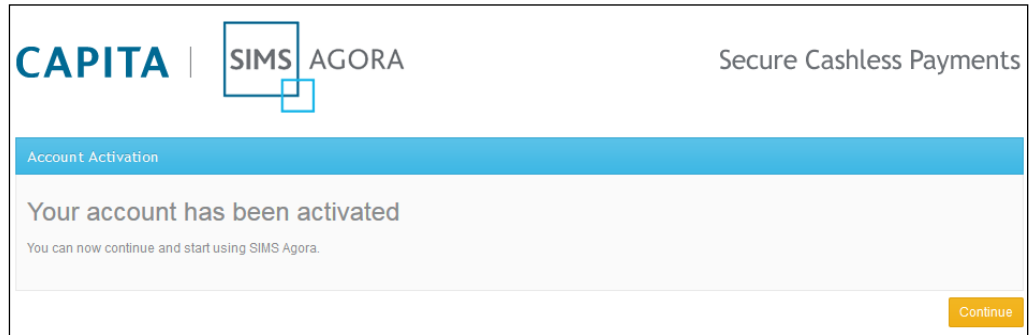 CAPITA | SIMS AGORA Secure Cashless Payments
Account Activation
Your account has been activated
You can now continue and start using SIMS Agora.
Continue